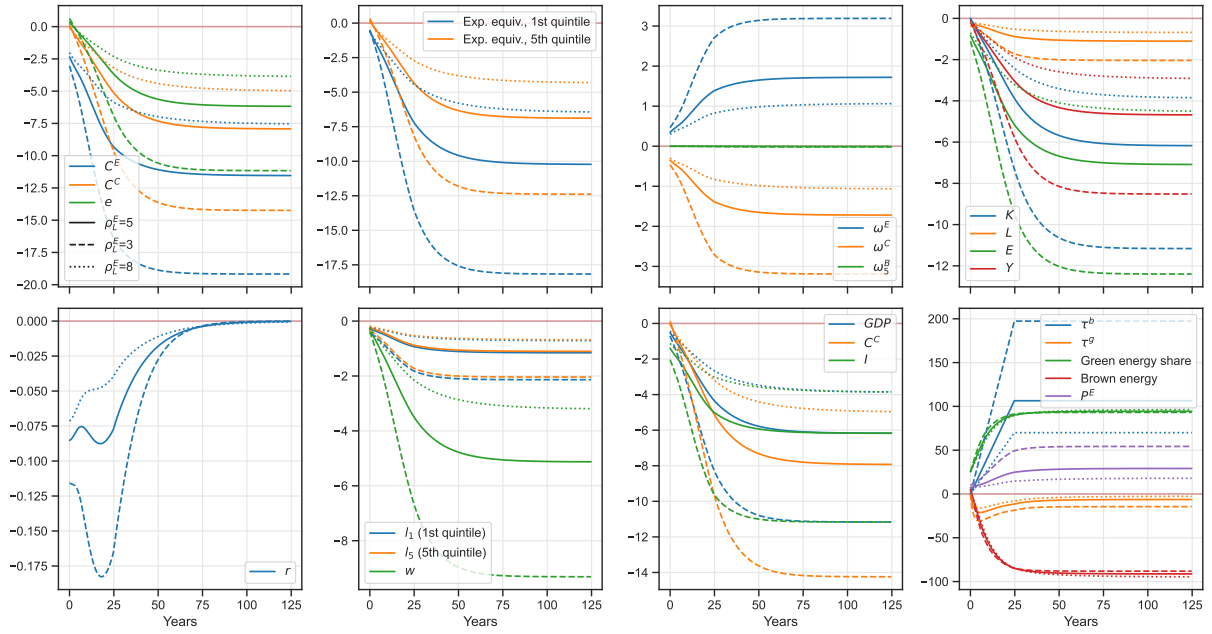 0.0
−2.5
−5.0
−7.5
−10.0
−12.5
−15.0
−17.5
−20.0
C^E
C^C
e
ρ_L^E=5
ρ_L^E=3
ρ_L^E=8
0.0
−2.5
−5.0
−7.5
−10.0
−12.5
−15.0
−17.5
Exp. equiv., 1st quintile
Exp. equiv., 5th quintile
3
2
1
0
−1
−2
−3
ω^E
ω^C
ω_5^B
0
−2
−4
−6
−8
−10
−12
K
L
E
Y
0.000
−0.025
−0.050
−0.075
−0.100
−0.125
−0.150
−0.175
r
0 25 50 75 100 125
Years
0
−2
−4
−6
−8
l_1 (1st quintile)
l_5 (5th quintile)
w
0 25 50 75 100 125
Years
0
−2
−4
−6
−8
−10
−12
−14
GDP
C^C
I
0 25 50 75 100 125
Years
200
150
100
50
0
−50
−100
τ^b
τ^g
Green energy share
Brown energy
P^E
0 25 50 75 100 125
Years